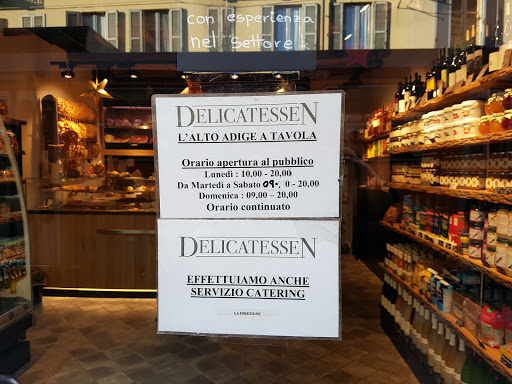 con esperienza
nel settore
DELICATESSEN
L'ALTO ADIGE A TAVOLA
Orario apertura al pubblico
Lunedì : 10,00 - 20,00
Da Martedì a Sabato 09-, 0 - 20,00
Domenica : 09,00 – 20,00
Orario continuato
DELICATESSEN
EFFETTUIAMO ANCHE
SERVIZIO CATERING
LA DIREZIONE